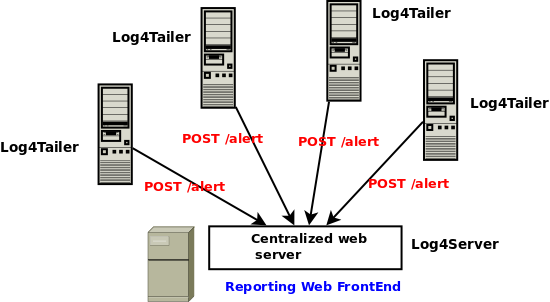 Log4Tailer
Log4Tailer
Log4Tailer
Log4Tailer
POST /alert
POST /alert
POST /alert
POST /alert
Centralized web
server
Log4Server
Reporting Web FrontEnd